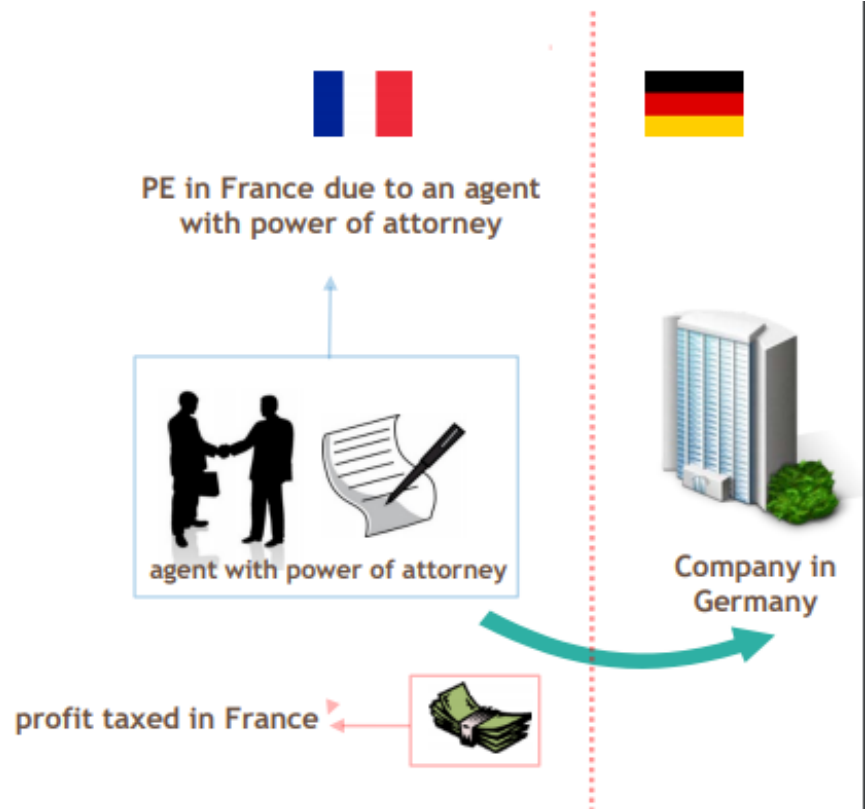 PE in France due to an agent
with power of attorney
agent with power of attorney
Company in
Germany
profit taxed in France